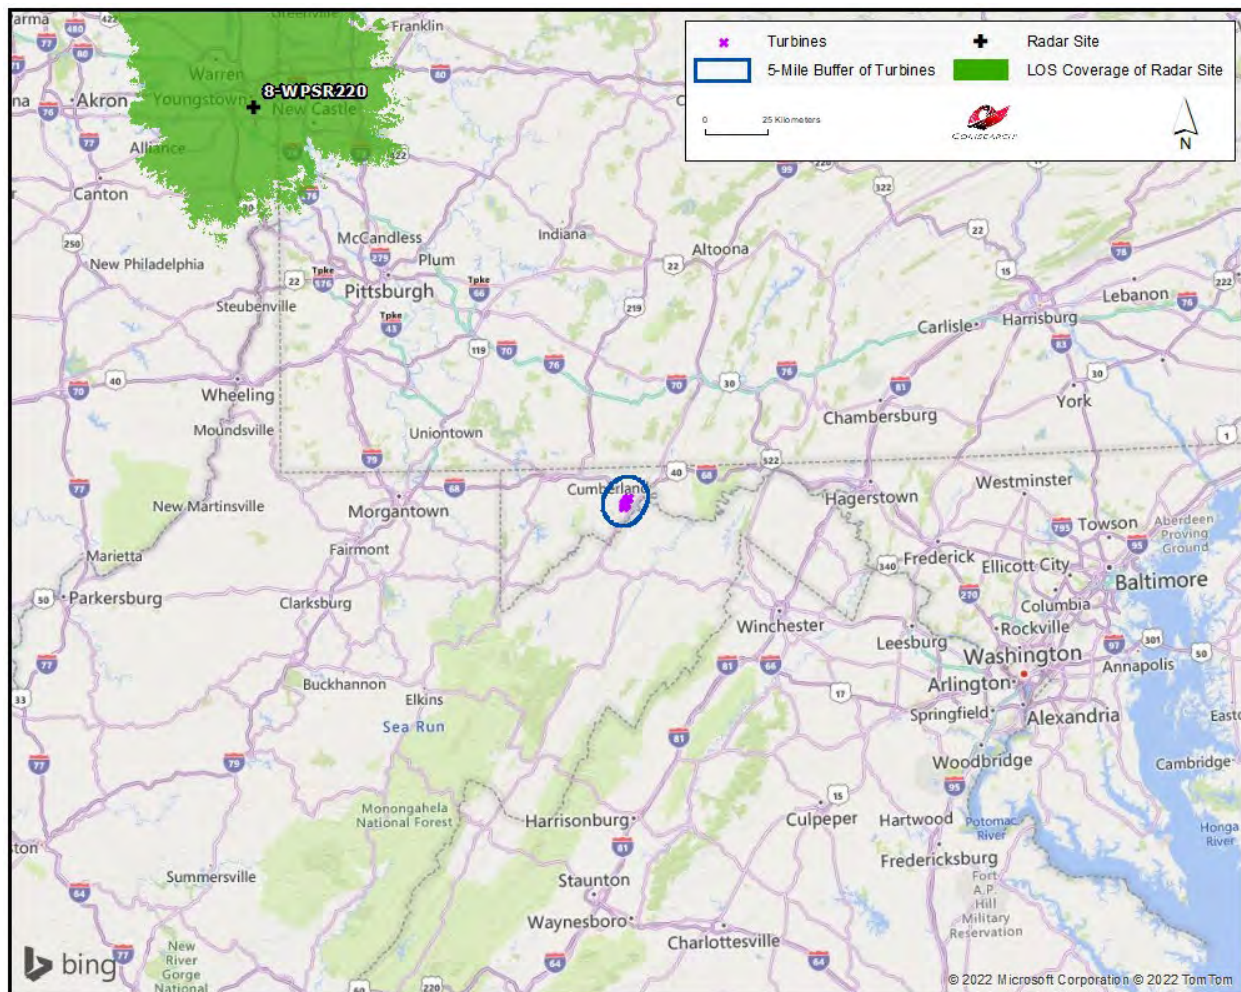 Turbines
Radar Site
5-Mile Buffer of Turbines
LOS Coverage of Radar Site
0 25 Kilometers
COMSEARCH
N
8-WPSR220
Franklin
Warren
Akron
Youngstown
New Castle
Alliance
Canton
McCandless
Indiana
Altoona
New Philadelphia
Plum
Pittsburgh
Steubenville
Lebanon
Carlisle
Harrisburg
Wheeling
Chambersburg
York
Moundsville
Uniontown
Cumberland
Hagerstown
Westminster
New Martinsville
Morgantown
Towson
Aberdeen
Proving
Ground
Marietta
Fairmont
Frederick
Ellicott City
Baltimore
Parkersburg
Clarksburg
Columbia
Winchester
Rockville
Leesburg
Washington
Annapolis
Buckhannon
Elkins
Arlington
Sea Run
Springfield
Alexandria
Woodbridge
Cambridge
Monongahela
National Forest
Harrisonburg
Culpeper
Hartwood
Potomac
River
Honga
River
Fredericksburg
Summersville
Staunton
Fort
A.P.
Hill
Military
Reservation
Waynesboro
Charlottesville
New
River
Gorge
National
bing
© 2022 Microsoft Corporation © 2022 TomTom